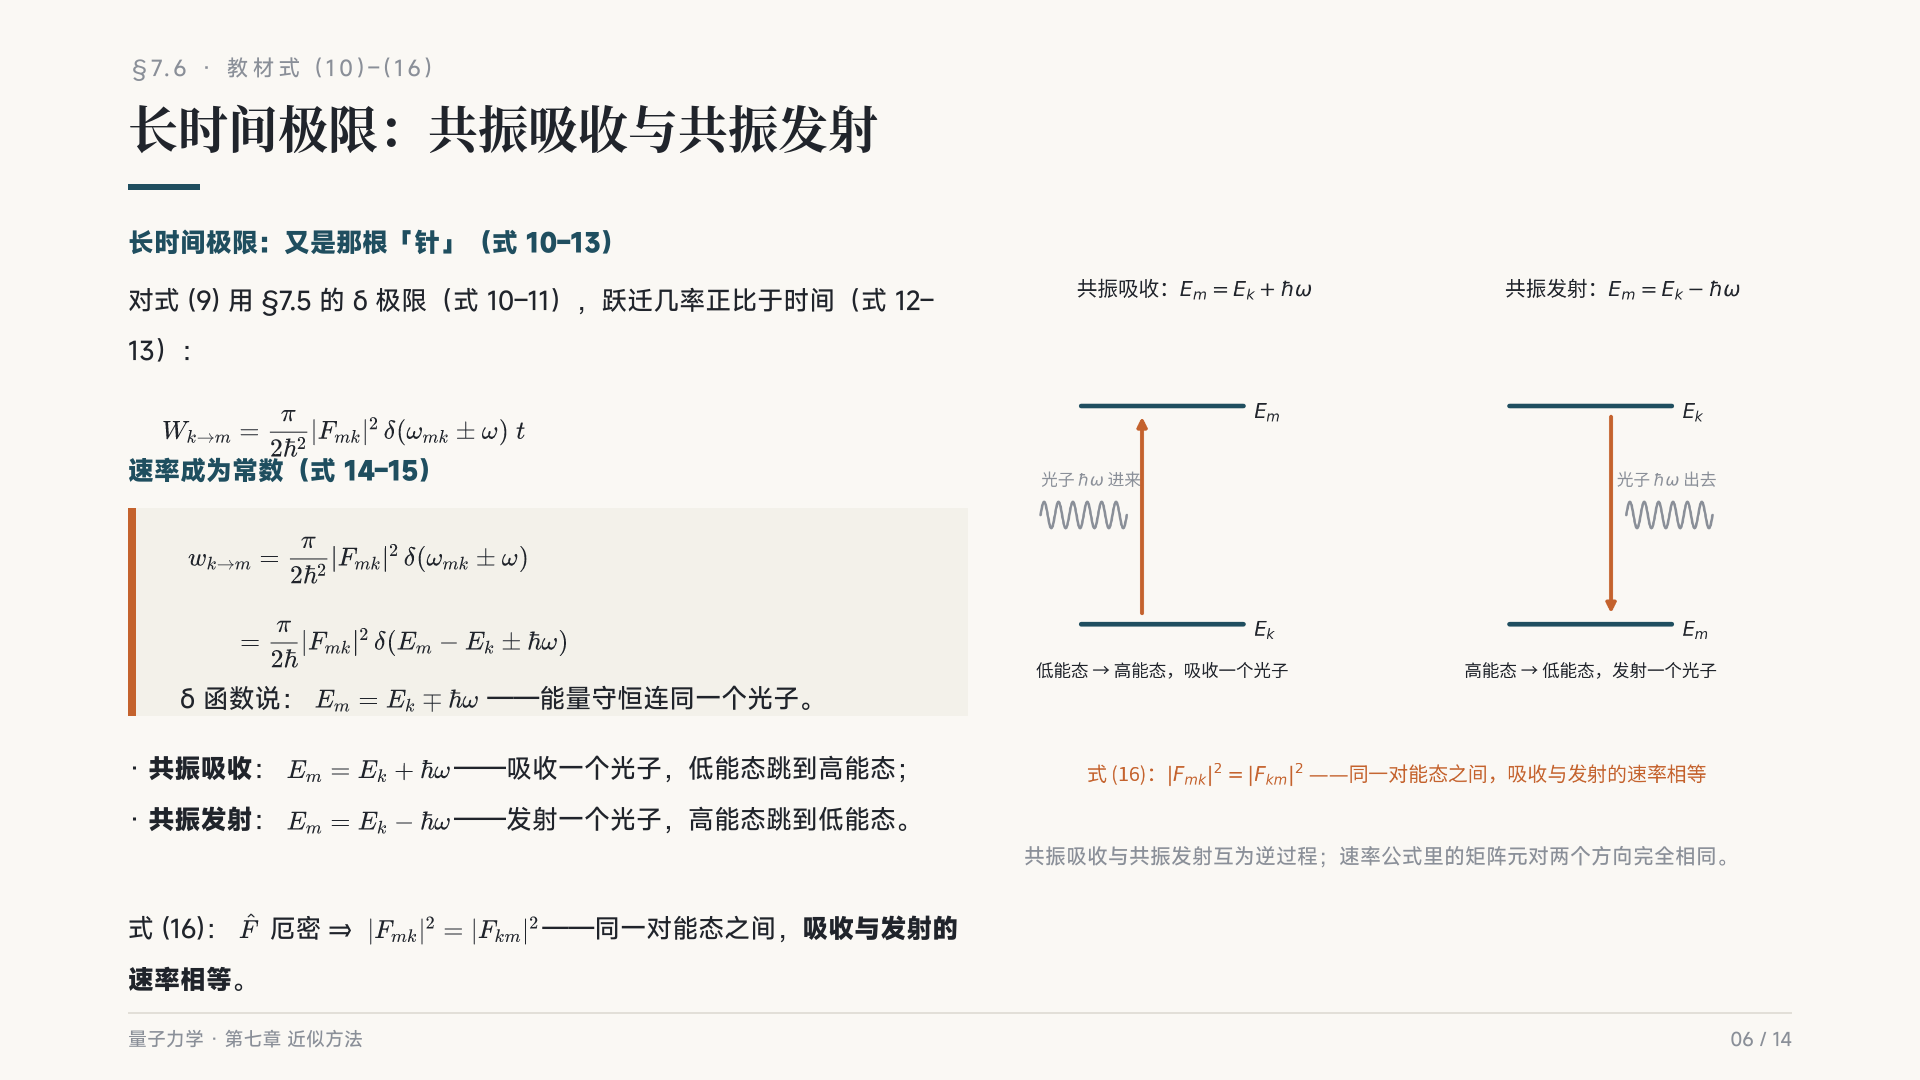 §7.6 · 教材式 (10)–(16)
长时间极限：共振吸收与共振发射
长时间极限：又是那根「针」（式 10–13）
对式 (9) 用 §7.5 的 δ 极限（式 10–11），跃迁几率正比于时间（式 12–
13）：
W_{k→m} = \frac{π}{2ħ^2}|F_{mk}|^2 δ(ω_{mk} ± ω) t
速率成为常数（式 14–15）
w_{k→m} = \frac{π}{2ħ^2}|F_{mk}|^2 δ(ω_{mk} ± ω)
= \frac{π}{2ħ}|F_{mk}|^2 δ(E_m − E_k ± ħω)
δ 函数说： E_m = E_k ∓ ħω ——能量守恒连同一个光子。
· 共振吸收： E_m = E_k + ħω——吸收一个光子，低能态跳到高能态；
· 共振发射： E_m = E_k − ħω——发射一个光子，高能态跳到低能态。
式 (16)： F̂ 厄密 ⇒ |F_{mk}|^2 = |F_{km}|^2——同一对能态之间，吸收与发射的
速率相等。
共振吸收：E_m = E_k + ħω
E_m
光子 ħω 进来
E_k
低能态 → 高能态，吸收一个光子
共振发射：E_m = E_k − ħω
E_k
光子 ħω 出去
E_m
高能态 → 低能态，发射一个光子
式 (16)：|F_{mk}|^2 = |F_{km}|^2 ——同一对能态之间，吸收与发射的速率相等
共振吸收与共振发射互为逆过程；速率公式里的矩阵元对两个方向完全相同。
量子力学 · 第七章 近似方法
06 / 14